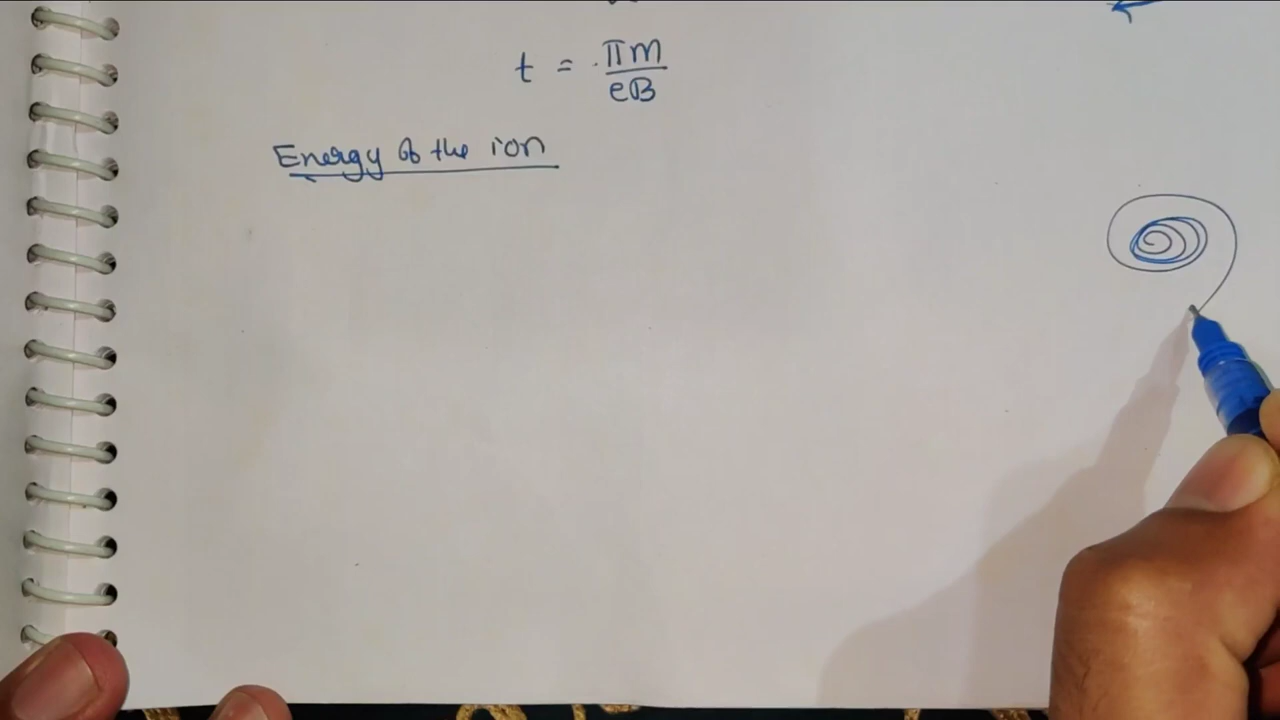 t = πm/eB
Energy of the ion